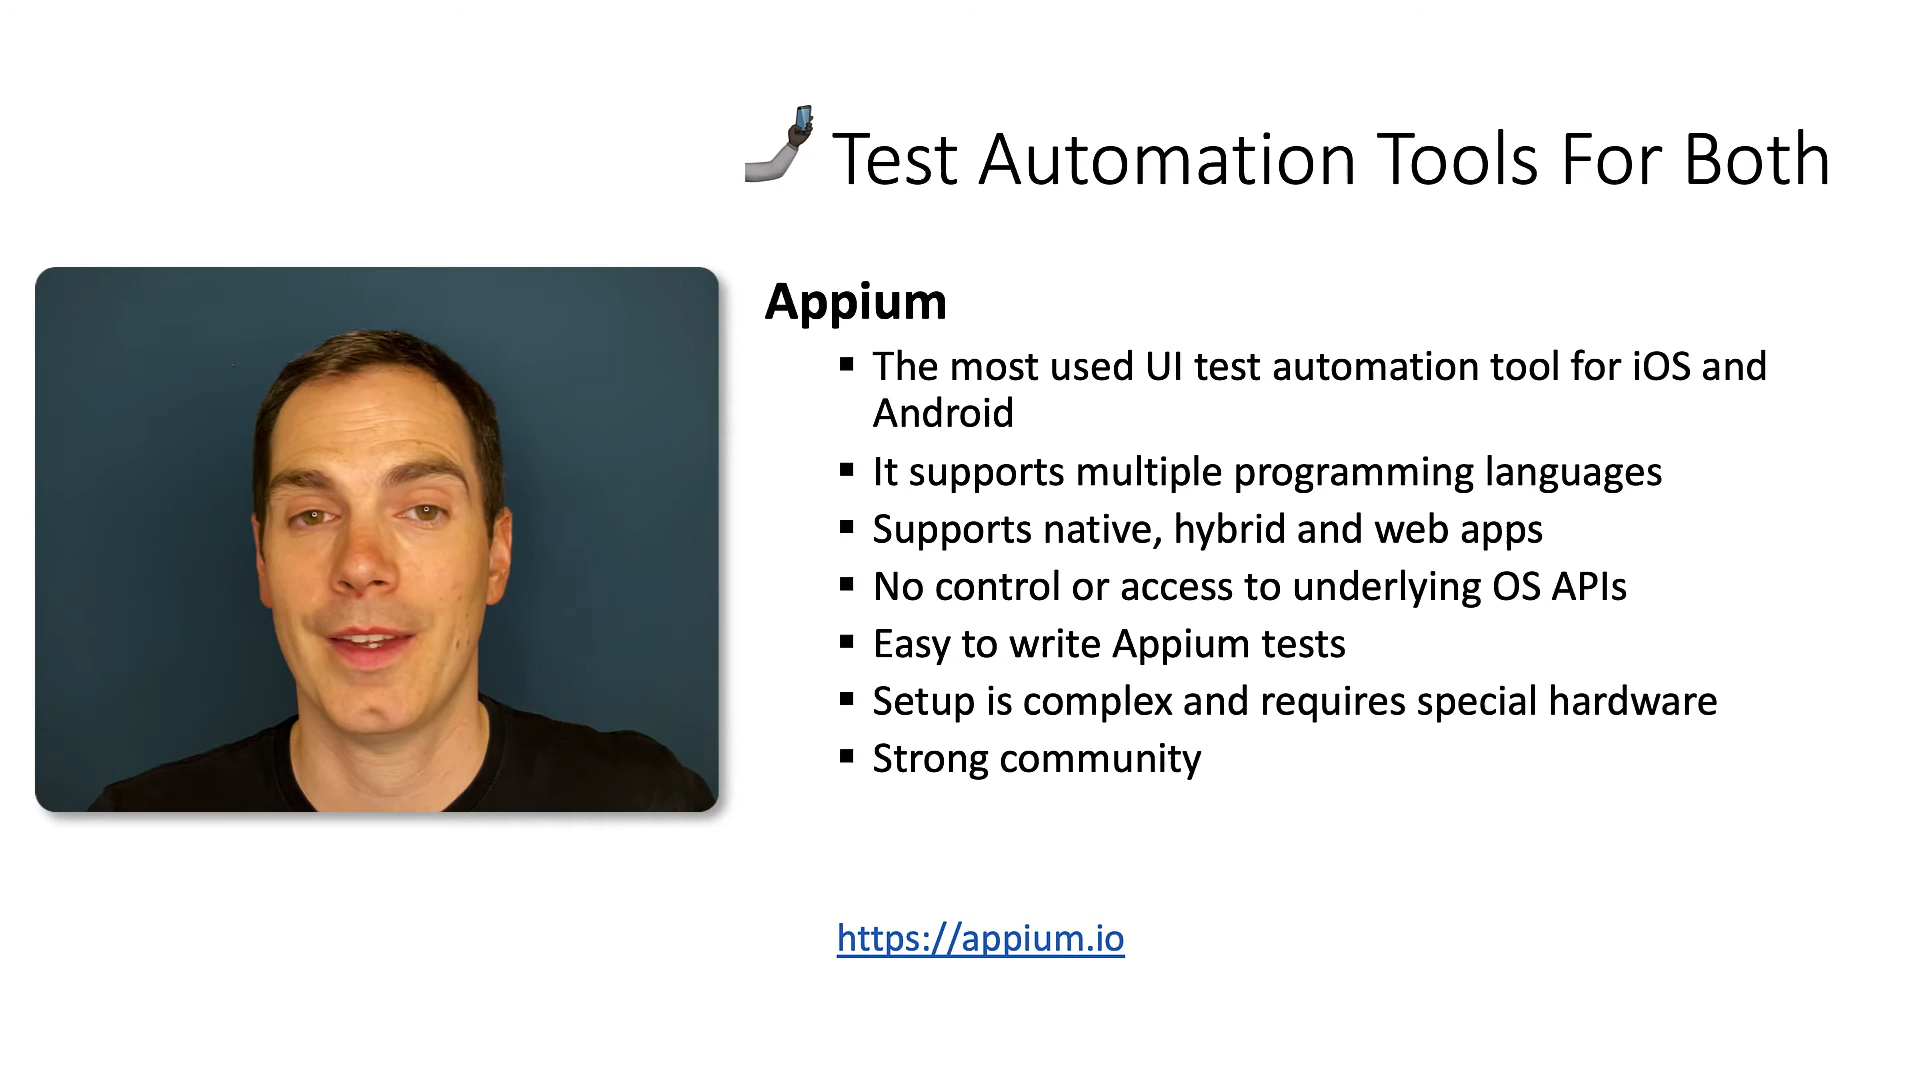 Test Automation Tools For Both
Appium
▪ The most used UI test automation tool for iOS and
Android
▪ It supports multiple programming languages
▪ Supports native, hybrid and web apps
▪ No control or access to underlying OS APIs
▪ Easy to write Appium tests
▪ Setup is complex and requires special hardware
▪ Strong community
https://appium.io